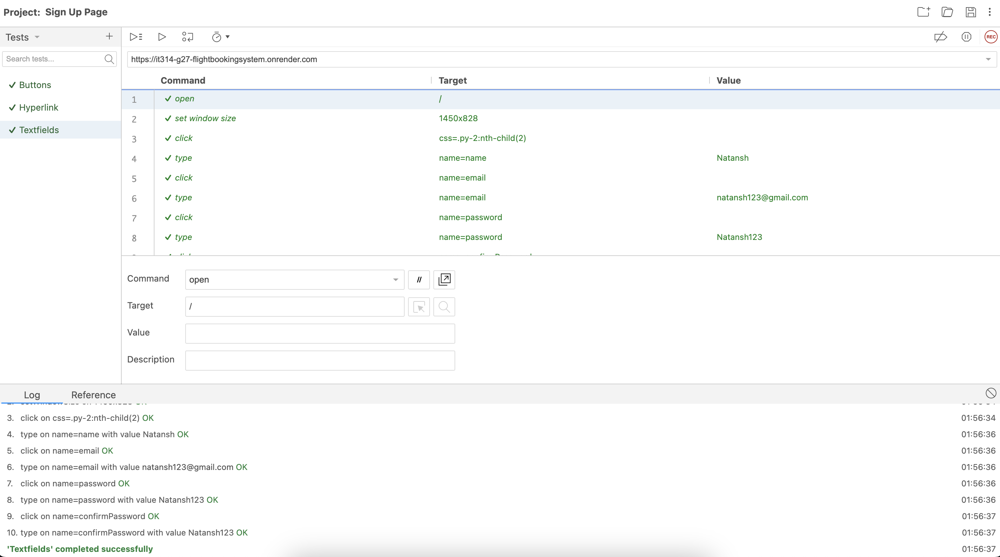 Project: Sign Up Page
Tests
REC
Search tests...
https://it314-g27-flightbookingsystem.onrender.com
Buttons
Hyperlink
Textfields
Command Target Value
1 open /
2 set window size 1450x828
3 click css=.py-2:nth-child(2)
4 type name=name Natansh
5 click name=email
6 type name=email natansh123@gmail.com
7 click name=password
8 type name=password Natansh123
Command open //
Target /
Value
Description
Log Reference
3. click on css=.py-2:nth-child(2) OK 01:56:34
4. type on name=name with value Natansh OK 01:56:36
5. click on name=email OK 01:56:36
6. type on name=email with value natansh123@gmail.com OK 01:56:36
7. click on name=password OK 01:56:36
8. type on name=password with value Natansh123 OK 01:56:36
9. click on name=confirmPassword OK 01:56:37
10. type on name=confirmPassword with value Natansh123 OK 01:56:37
'Textfields' completed successfully 01:56:37